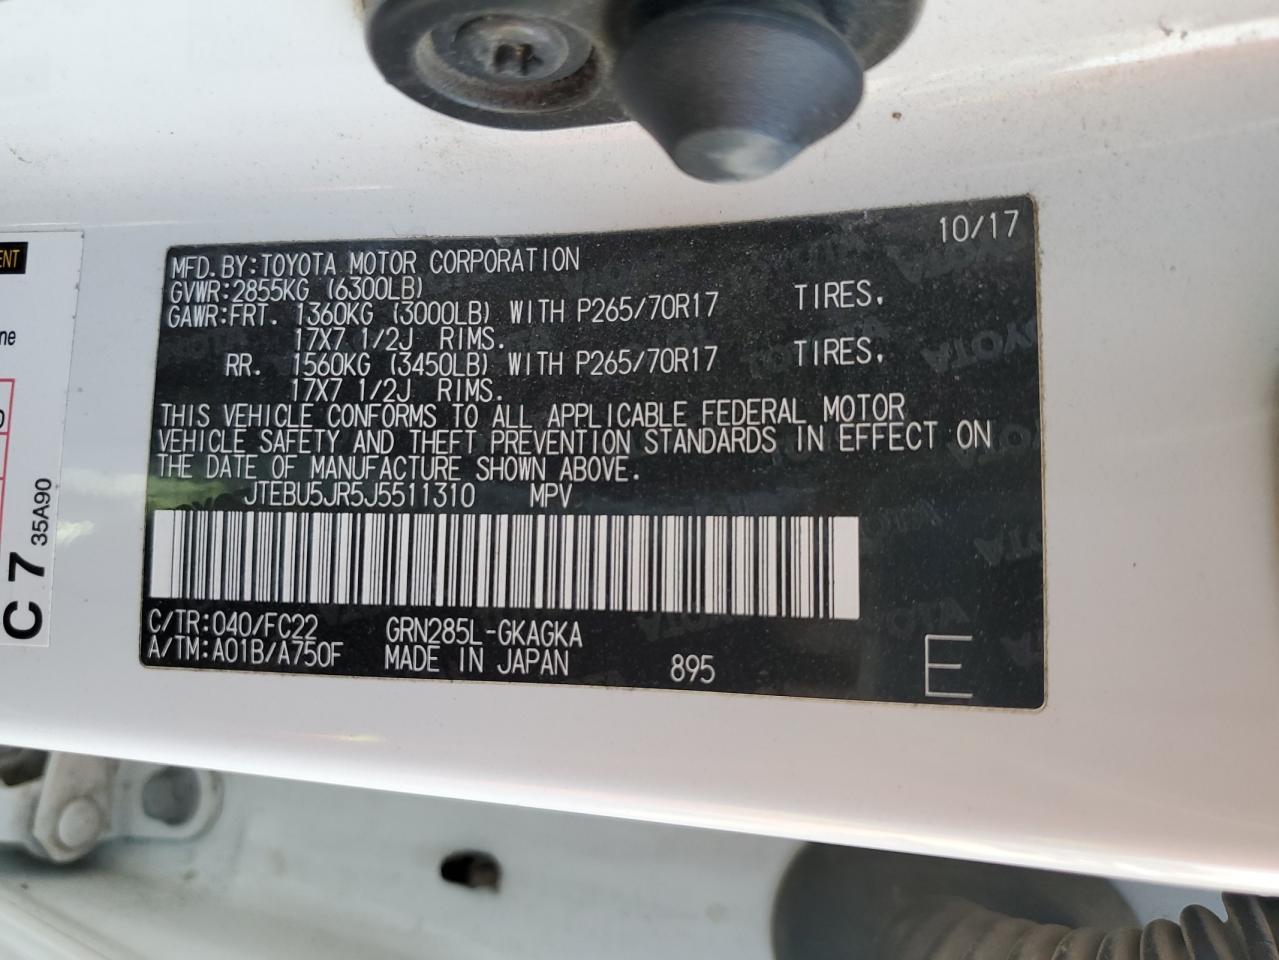 10/17
MFD. BY: TOYOTA MOTOR CORPORATION
GVWR: 2855KG (6300LB)
GAWR: FRT. 1360KG (3000LB) WITH P265/70R17 TIRES.
17X7 1/2J RIMS.
RR. 1560KG (3450LB) WITH P265/70R17 TIRES.
17X7 1/2J RIMS.
THIS VEHICLE CONFORMS TO ALL APPLICABLE FEDERAL MOTOR
VEHICLE SAFETY AND THEFT PREVENTION STANDARDS IN EFFECT ON
THE DATE OF MANUFACTURE SHOWN ABOVE.
JTEBU5JR5J5511310 MPV
C/TR: 040/FC22 GRN285L-GKAGKA
A/TM: A01B/A750F MADE IN JAPAN 895
E
C 7 35A90